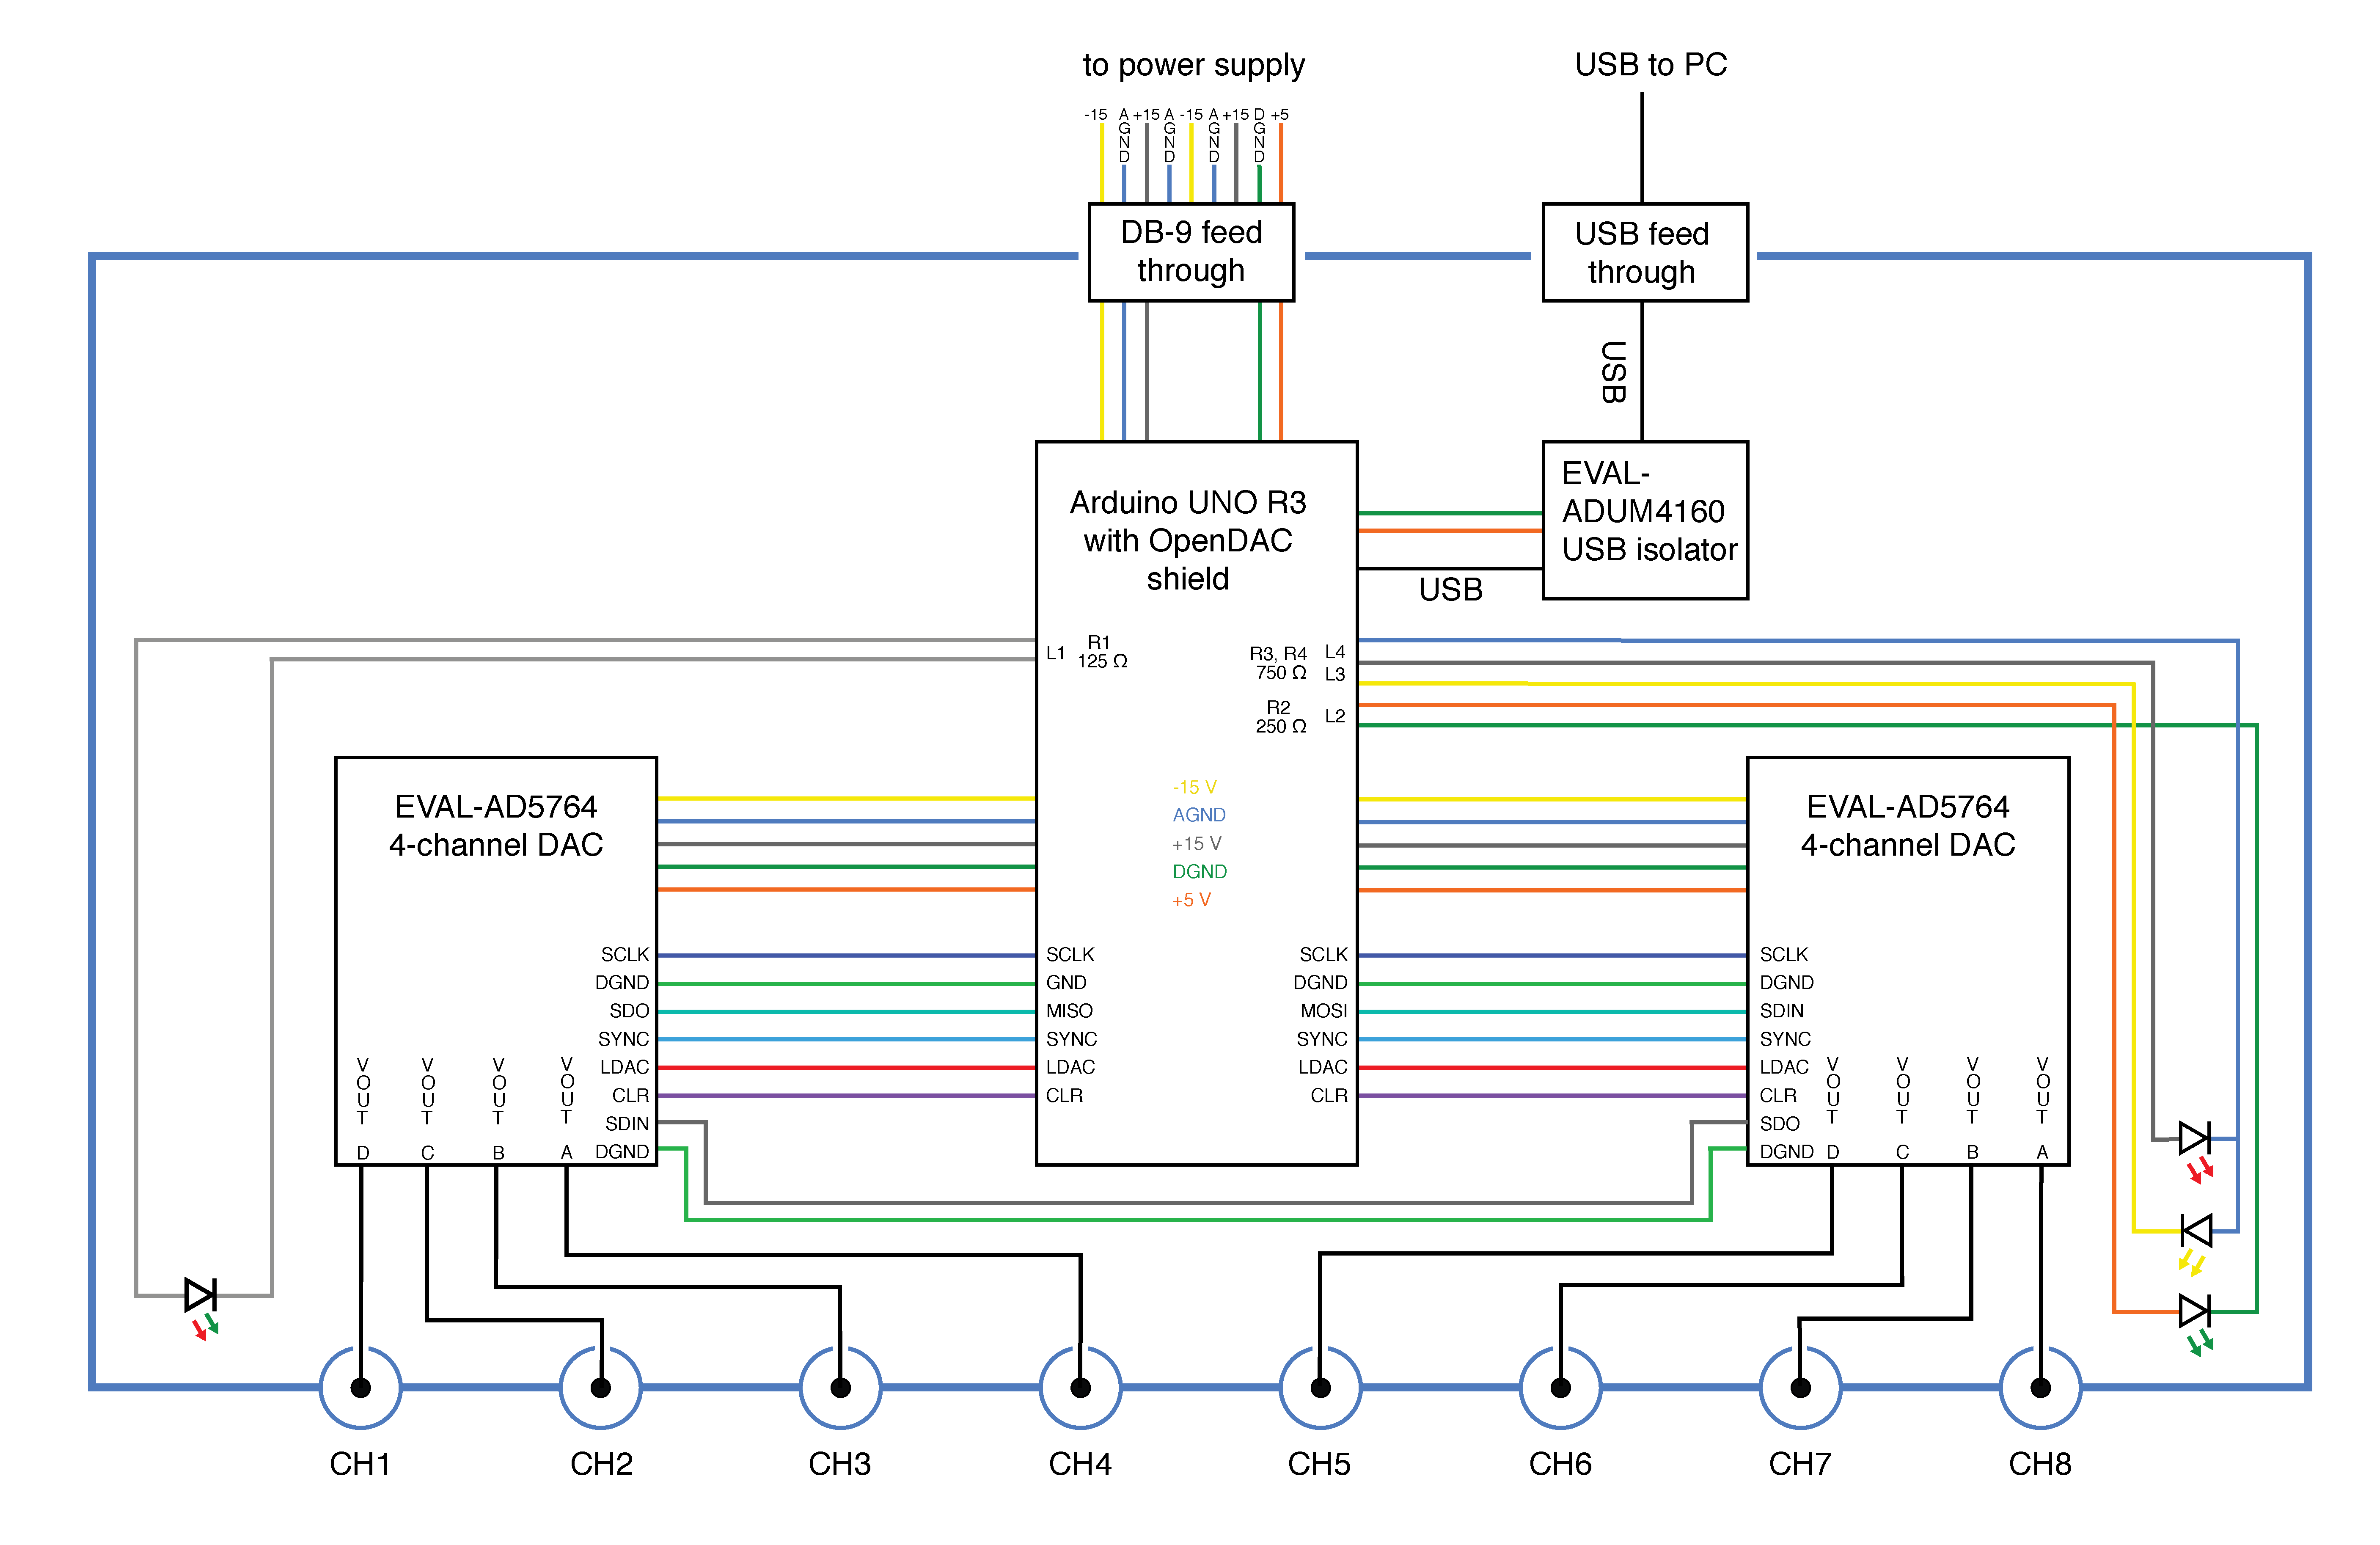 to power supply
USB to PC
-15 AGND +15 AGND -15 AGND +15 DGND +5
DB-9 feed
through
USB feed
through
USB
Arduino UNO R3
with OpenDAC
shield
EVAL-
ADUM4160
USB isolator
USB
L1
R1
125 Ω
R3, R4
750 Ω
L4
L3
R2
250 Ω
L2
-15 V
AGND
+15 V
DGND
+5 V
EVAL-AD5764
4-channel DAC
SCLK
DGND
SDO
SYNC
LDAC
CLR
SDIN
DGND
VOUT D
VOUT C
VOUT B
VOUT A
SCLK
GND
MISO
SYNC
LDAC
CLR
SCLK
DGND
MOSI
SYNC
LDAC
CLR
EVAL-AD5764
4-channel DAC
SCLK
DGND
SDIN
SYNC
LDAC
CLR
SDO
DGND
VOUT D
VOUT C
VOUT B
VOUT A
CH1
CH2
CH3
CH4
CH5
CH6
CH7
CH8